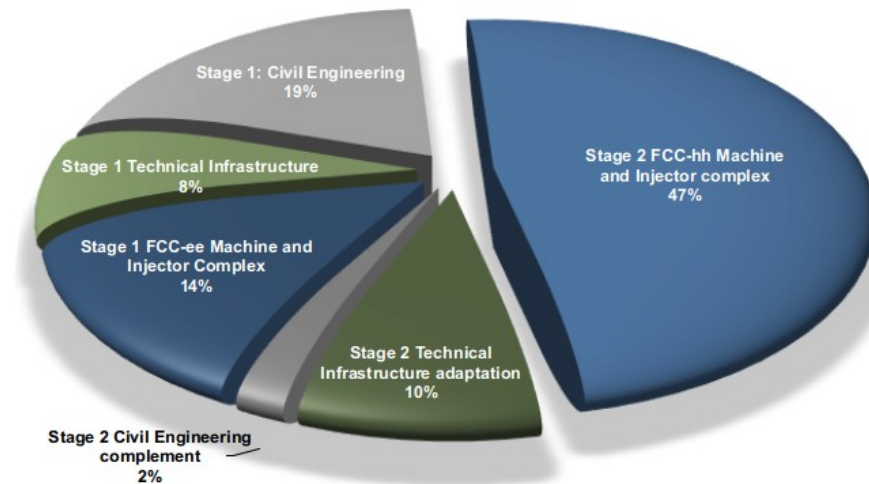 Stage 1: Civil Engineering
19%
Stage 2 FCC-hh Machine
and Injector complex
47%
Stage 1 Technical Infrastructure
8%
Stage 1 FCC-ee Machine and
Injector Complex
14%
Stage 2 Technical
Infrastructure adaptation
10%
Stage 2 Civil Engineering
complement
2%